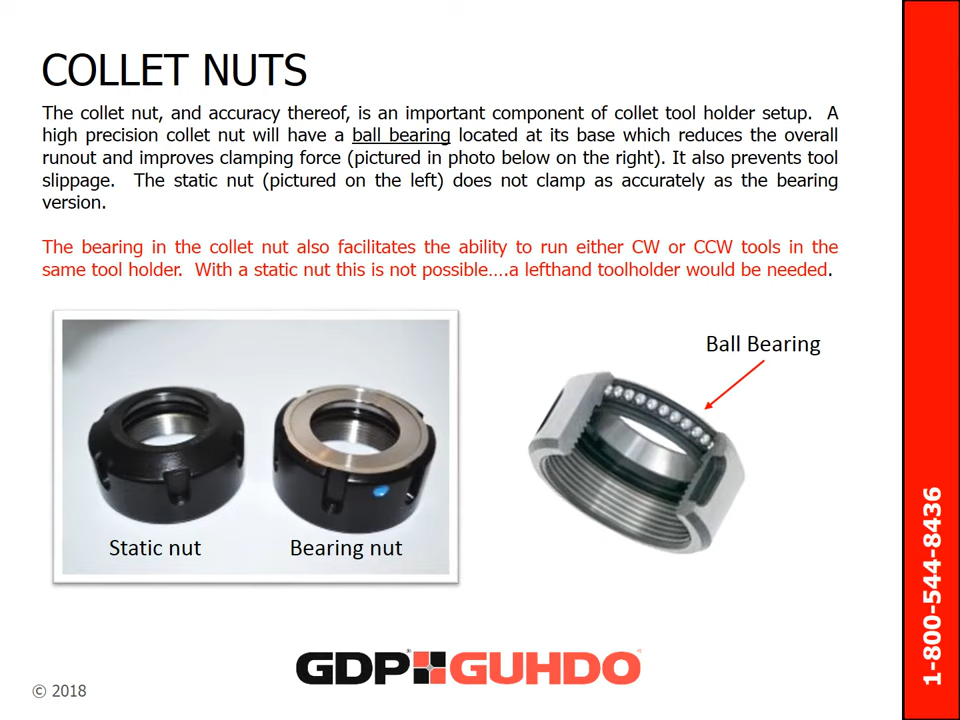 COLLET NUTS
The collet nut, and accuracy thereof, is an important component of collet tool holder setup. A
high precision collet nut will have a ball bearing located at its base which reduces the overall
runout and improves clamping force (pictured in photo below on the right). It also prevents tool
slippage. The static nut (pictured on the left) does not clamp as accurately as the bearing
version.
The bearing in the collet nut also facilitates the ability to run either CW or CCW tools in the
same tool holder. With a static nut this is not possible….a lefthand toolholder would be needed.
Ball Bearing
Static nut
Bearing nut
GDP GUHDO
© 2018
1-800-544-8436